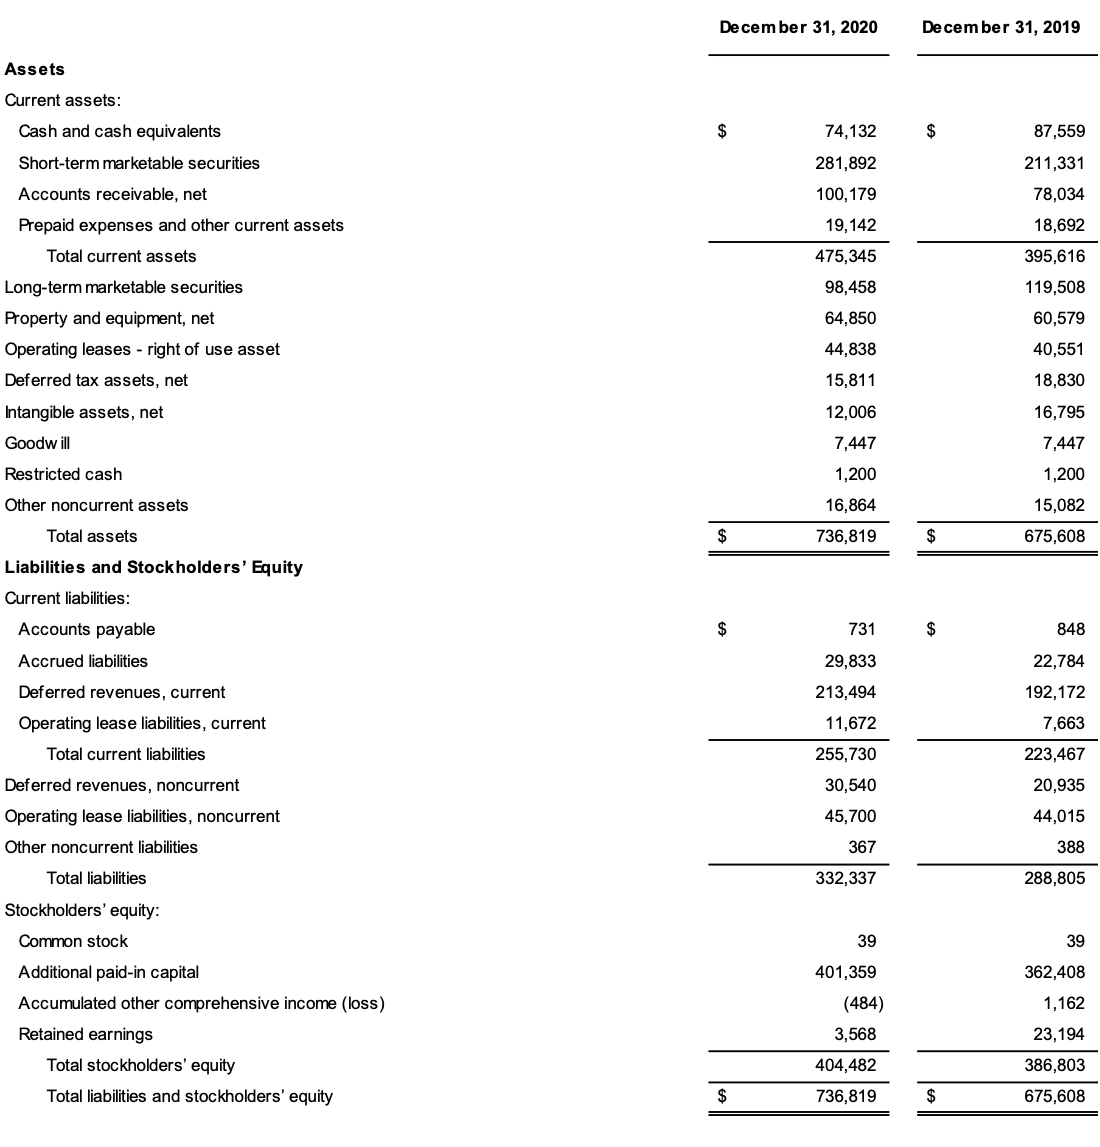 December 31, 2020 December 31, 2019
Assets
Current assets:
Cash and cash equivalents $ 74,132 $ 87,559
Short-term marketable securities 281,892 211,331
Accounts receivable, net 100,179 78,034
Prepaid expenses and other current assets 19,142 18,692
Total current assets 475,345 395,616
Long-term marketable securities 98,458 119,508
Property and equipment, net 64,850 60,579
Operating leases - right of use asset 44,838 40,551
Deferred tax assets, net 15,811 18,830
Intangible assets, net 12,006 16,795
Goodwill 7,447 7,447
Restricted cash 1,200 1,200
Other noncurrent assets 16,864 15,082
Total assets $ 736,819 $ 675,608
Liabilities and Stockholders’ Equity
Current liabilities:
Accounts payable $ 731 $ 848
Accrued liabilities 29,833 22,784
Deferred revenues, current 213,494 192,172
Operating lease liabilities, current 11,672 7,663
Total current liabilities 255,730 223,467
Deferred revenues, noncurrent 30,540 20,935
Operating lease liabilities, noncurrent 45,700 44,015
Other noncurrent liabilities 367 388
Total liabilities 332,337 288,805
Stockholders’ equity:
Common stock 39 39
Additional paid-in capital 401,359 362,408
Accumulated other comprehensive income (loss) (484) 1,162
Retained earnings 3,568 23,194
Total stockholders’ equity 404,482 386,803
Total liabilities and stockholders’ equity $ 736,819 $ 675,608